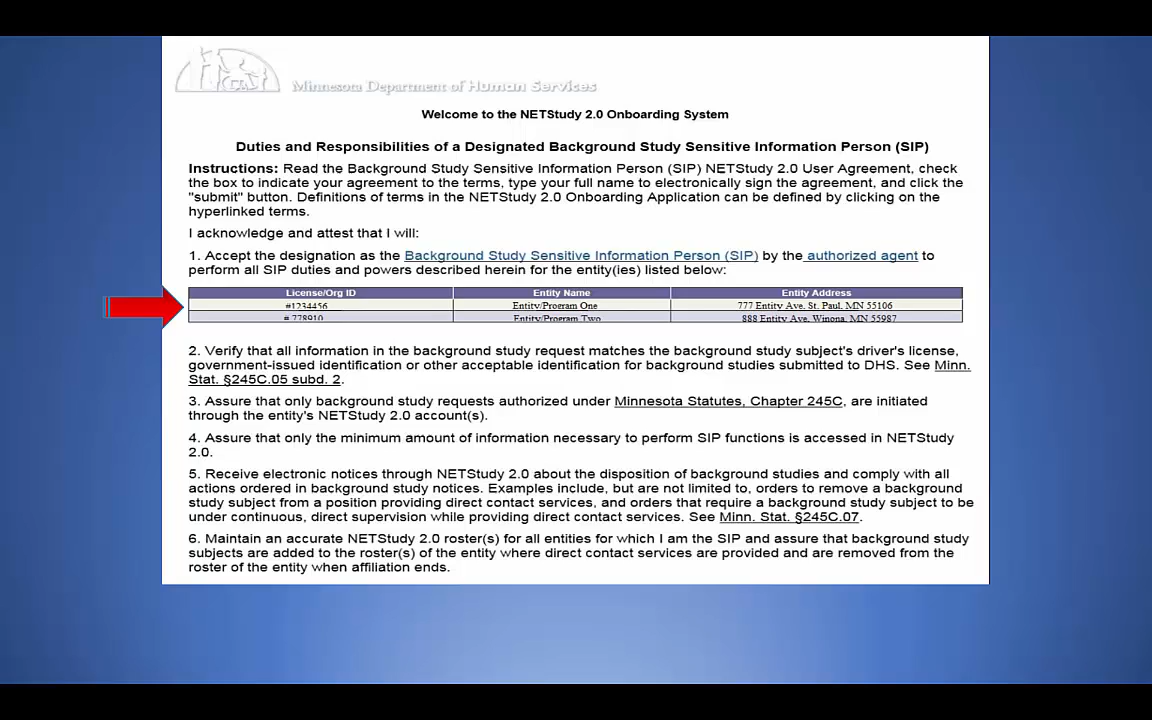 Minnesota Department of Human Services
Welcome to the NETStudy 2.0 Onboarding System
Duties and Responsibilities of a Designated Background Study Sensitive Information Person (SIP)
Instructions: Read the Background Study Sensitive Information Person (SIP) NETStudy 2.0 User Agreement, check
the box to indicate your agreement to the terms, type your full name to electronically sign the agreement, and click the
"submit" button. Definitions of terms in the NETStudy 2.0 Onboarding Application can be defined by clicking on the
hyperlinked terms.
I acknowledge and attest that I will:
1. Accept the designation as the Background Study Sensitive Information Person (SIP) by the authorized agent to
perform all SIP duties and powers described herein for the entity(ies) listed below:
License/Org ID Entity Name Entity Address
#1234456 Entity/Program One 777 Entity Ave. St. Paul, MN 55106
# 778910 Entity/Program Two 888 Entity Ave. Winona, MN 55987
2. Verify that all information in the background study request matches the background study subject's driver's license,
government-issued identification or other acceptable identification for background studies submitted to DHS. See Minn.
Stat. §245C.05 subd. 2.
3. Assure that only background study requests authorized under Minnesota Statutes, Chapter 245C, are initiated
through the entity's NETStudy 2.0 account(s).
4. Assure that only the minimum amount of information necessary to perform SIP functions is accessed in NETStudy
2.0.
5. Receive electronic notices through NETStudy 2.0 about the disposition of background studies and comply with all
actions ordered in background study notices. Examples include, but are not limited to, orders to remove a background
study subject from a position providing direct contact services, and orders that require a background study subject to be
under continuous, direct supervision while providing direct contact services. See Minn. Stat. §245C.07.
6. Maintain an accurate NETStudy 2.0 roster(s) for all entities for which I am the SIP and assure that background study
subjects are added to the roster(s) of the entity where direct contact services are provided and are removed from the
roster of the entity when affiliation ends.